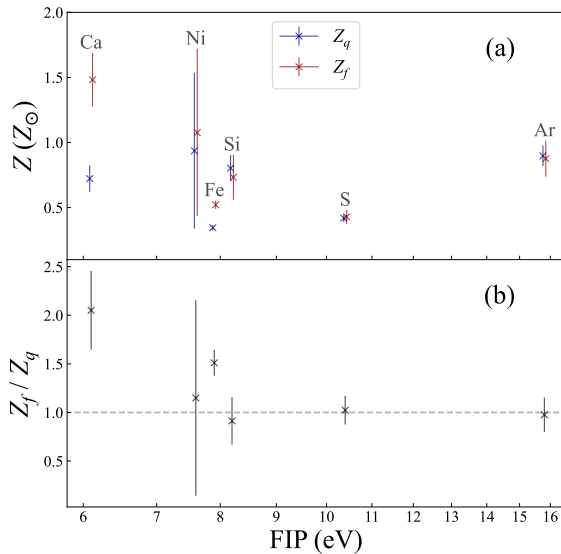 2.0
1.5
1.0
0.5
Z (Z⊙)
(a)
Z_q
Z_f
Ca
Ni
Fe
Si
S
Ar
2.5
2.0
1.5
1.0
0.5
Z_f / Z_q
(b)
6 7 8 9 10 11 12 13 14 15 16
FIP (eV)